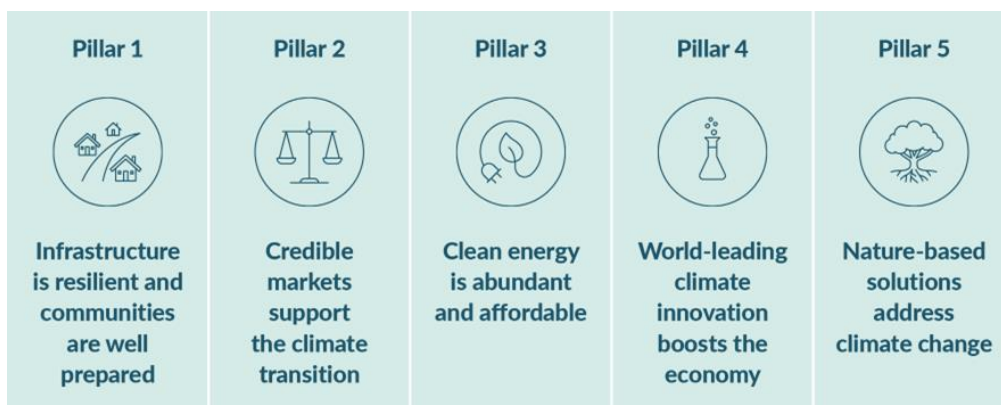 Pillar 1
Infrastructure
is resilient and
communities
are well
prepared
Pillar 2
Credible
markets
support
the climate
transition
Pillar 3
Clean energy
is abundant
and affordable
Pillar 4
World-leading
climate
innovation
boosts the
economy
Pillar 5
Nature-based
solutions
address
climate change